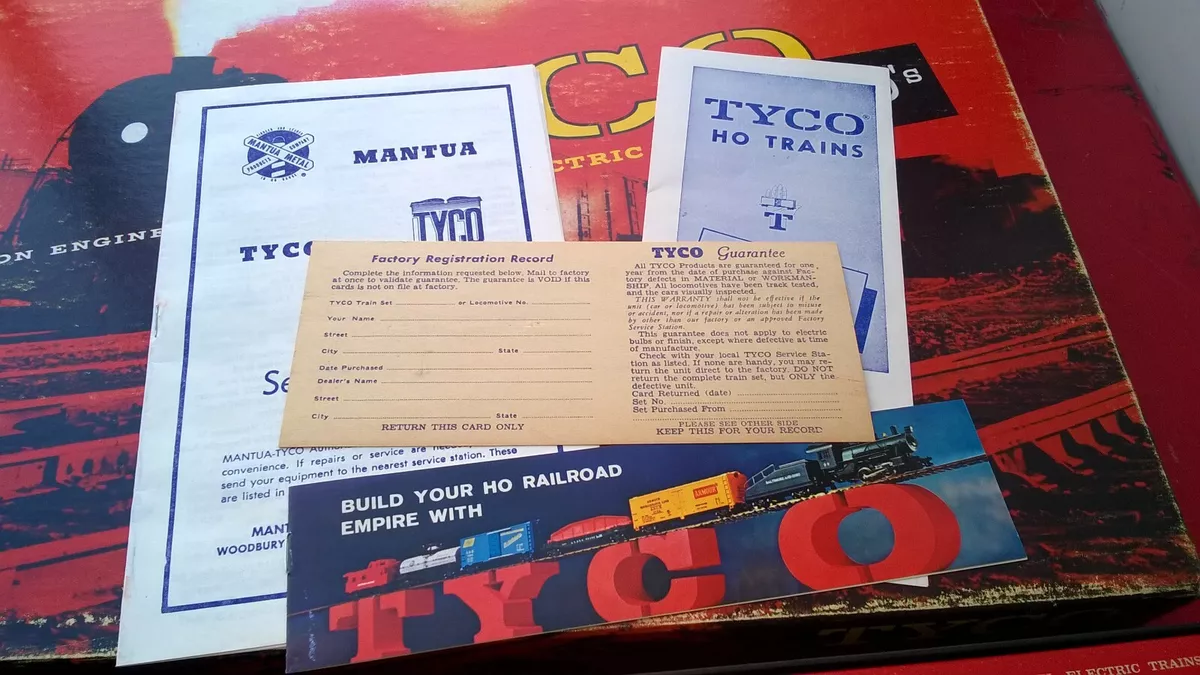 TYCO
'S
CTRIC
ON ENGINE
MANTUA METAL
PRODUCTS COMPANY
MANTUA
TYCO
TYCO
Se
MANTUA-TYCO
convenience. If repairs or service are
send your equipment to the nearest service station. These
are listed in
MANT
WOODBURY
TYCO®
HO TRAINS
T
Factory Registration Record
Complete the information requested below. Mail to factory
at once to validate guarantee. The guarantee is VOID if this
cards is not on file at factory.
TYCO Train Set or Locomotive No.
Your Name
Street
City State
Date Purchased
Dealer's Name
Street
City State
RETURN THIS CARD ONLY
TYCO Guarantee
All TYCO Products are guaranteed for one
year from the date of purchase against Fac-
tory defects in MATERIAL or WORKMAN-
SHIP. All locomotives have been track tested,
and the cars visually inspected.
THIS WARRANTY shall not be effective if the
unit (car or locomotive) has been subject to misuse
or accident, nor if a repair or alteration has been made
by other than our factory or an approved Factory
Service Station.
This guarantee does not apply to electric
bulbs or finish, except where defective at time
of manufacture.
Check with your local TYCO Service Sta-
tion as listed. If none are handy, you may re-
turn the unit direct to the factory. DO NOT
return the complete train set, but ONLY the
defective unit.
Card Returned (date)
Set No.
Set Purchased From
PLEASE SEE OTHER SIDE
KEEP THIS FOR YOUR RECORD
BUILD YOUR HO RAILROAD
EMPIRE WITH
TYCO
ELECTRIC TRAINS